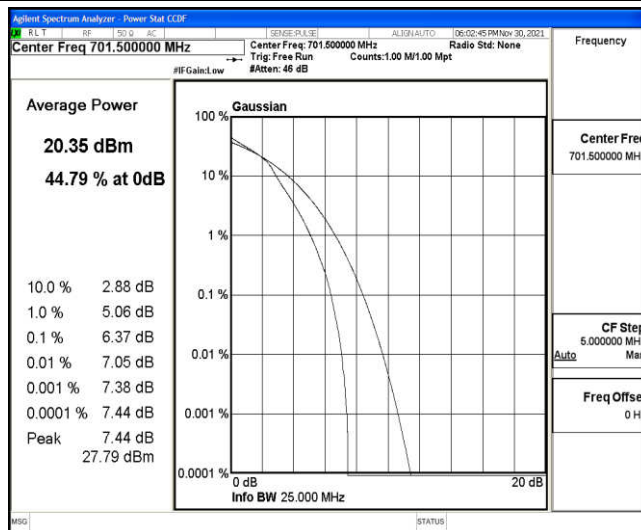 Agilent Spectrum Analyzer - Power Stat CCDF
RLT RF 50 Ω AC SENSE:PULSE ALIGNAUTO 06:02:45 PM Nov 30, 2021
Center Freq 701.500000 MHz
Center Freq: 701.500000 MHz Radio Std: None
Trig: Free Run Counts:1.00 M/1.00 Mpt
#IFGain:Low #Atten: 46 dB
Frequency
Average Power
20.35 dBm
44.79 % at 0dB
10.0 % 2.88 dB
1.0 % 5.06 dB
0.1 % 6.37 dB
0.01 % 7.05 dB
0.001 % 7.38 dB
0.0001 % 7.44 dB
Peak 7.44 dB
27.79 dBm
Gaussian
100 %
10 %
1 %
0.1 %
0.01 %
0.001 %
0.0001 %
0 dB 20 dB
Info BW 25.000 MHz
Center Fre
701.500000 MH
CF Step
5.000000 MH
Auto Ma
Freq Offse
0 H
MSG STATUS